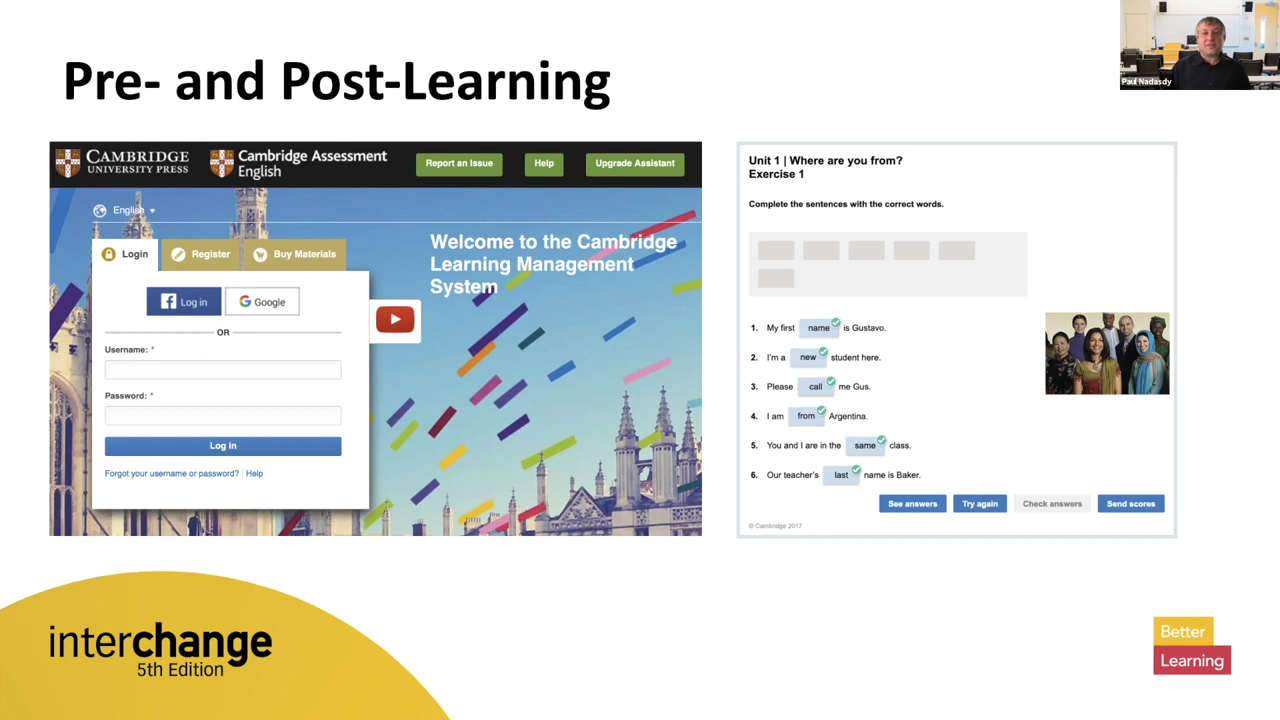 Pre- and Post-Learning
Paul Nadasdy
CAMBRIDGE
UNIVERSITY PRESS
Cambridge Assessment
English
Report an Issue
Help
Upgrade Assistant
English
Login
Register
Buy Materials
Log in
Google
OR
Username: *
Password: *
Log in
Forgot your username or password? | Help
Welcome to the Cambridge
Learning Management
System
Unit 1 | Where are you from?
Exercise 1
Complete the sentences with the correct words.
1. My first name is Gustavo.
2. I'm a new student here.
3. Please call me Gus.
4. I am from Argentina.
5. You and I are in the same class.
6. Our teacher's last name is Baker.
See answers
Try again
Check answers
Send scores
© Cambridge 2017
interchange
5th Edition
Better
Learning